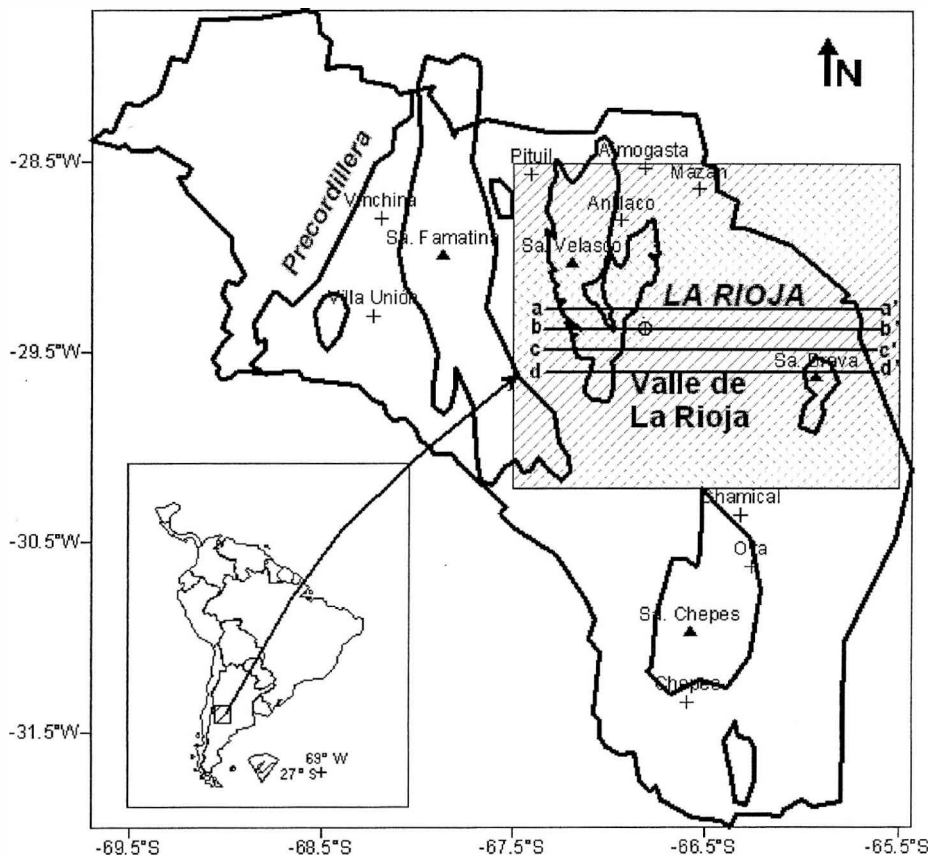 N
-28.5°W
-29.5°W
-30.5°W
-31.5°W
Precordillera
Pituil
Aimogasta
Mazán
Vinchina
Sa. Famatina
Anillaco
Sa. Velasco
Villa Unión
LA RIOJA
a a'
b b'
c c'
d d'
Sa. Brava
Valle de
La Rioja
Chamical
Olta
Sa. Chepes
Chepes
69° W
27° S
-69.5°W
-68.5°W
-67.5°W
-66.5°W
-65.5°W